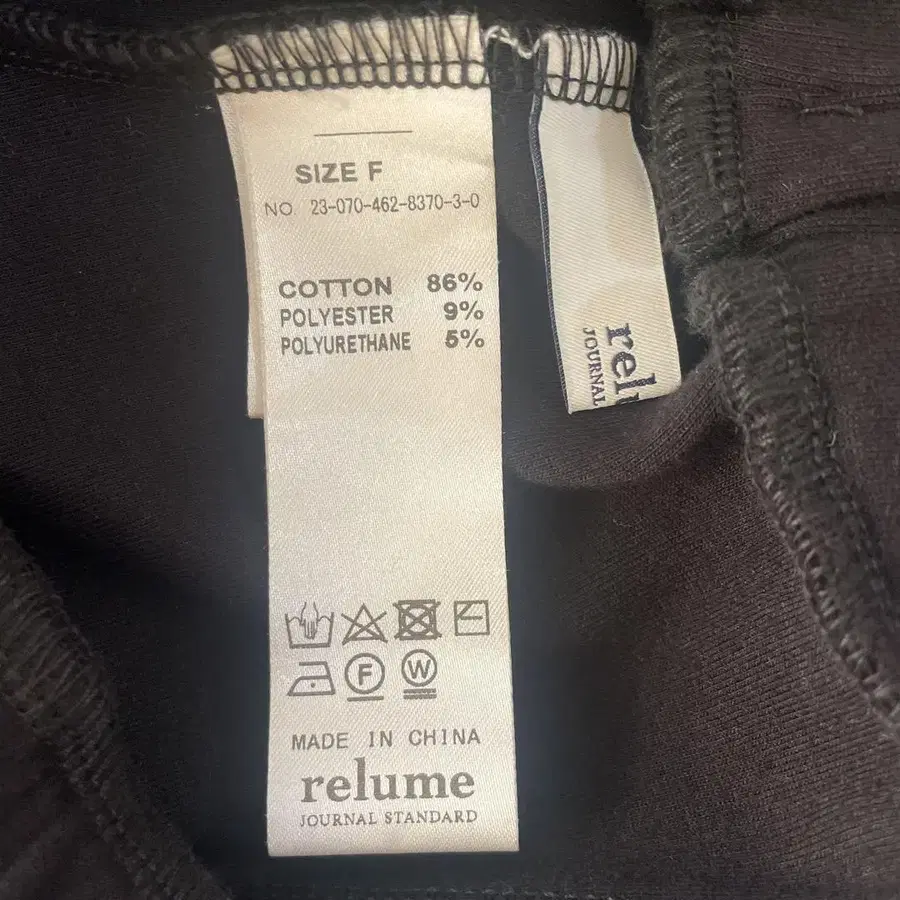 SIZE F
NO. 23-070-462-8370-3-0
COTTON 86%
POLYESTER 9%
POLYURETHANE 5%
F
W
MADE IN CHINA
relume
JOURNAL STANDARD
JOURNAL